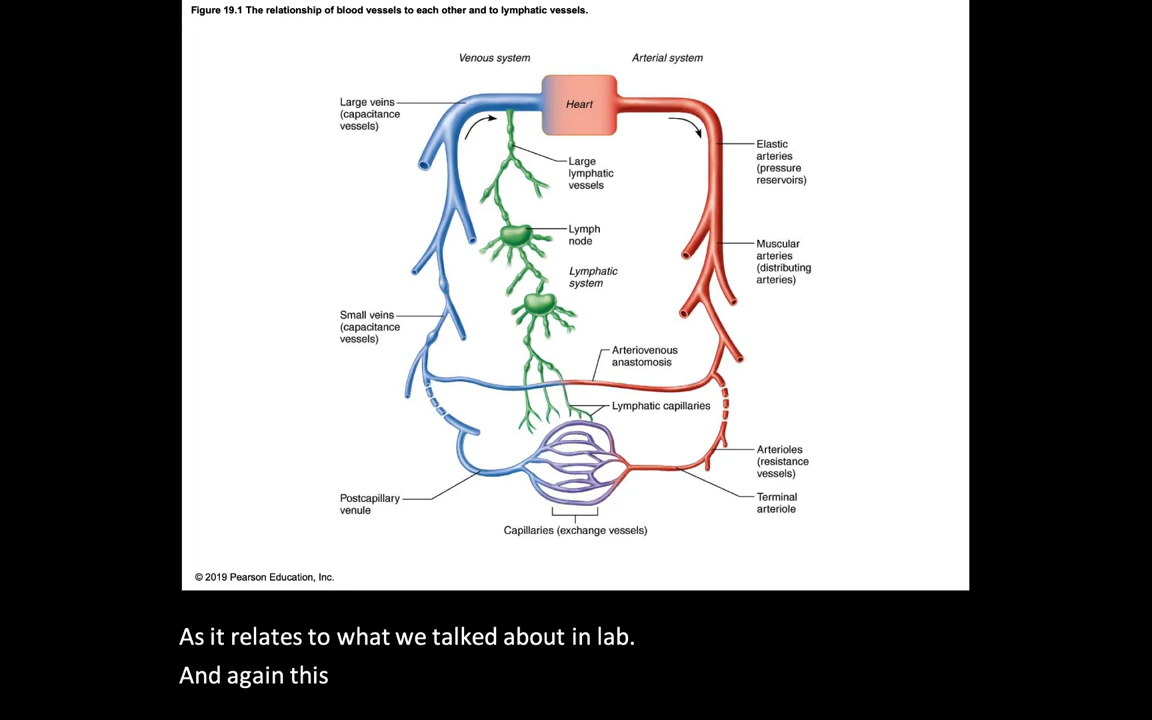 Figure 19.1 The relationship of blood vessels to each other and to lymphatic vessels.
Venous system
Arterial system
Heart
Large veins
(capacitance
vessels)
Elastic
arteries
(pressure
reservoirs)
Large
lymphatic
vessels
Lymph
node
Muscular
arteries
(distributing
arteries)
Lymphatic
system
Small veins
(capacitance
vessels)
Arteriovenous
anastomosis
Lymphatic capillaries
Arterioles
(resistance
vessels)
Postcapillary
venule
Terminal
arteriole
Capillaries (exchange vessels)
© 2019 Pearson Education, Inc.
As it relates to what we talked about in lab.
And again this